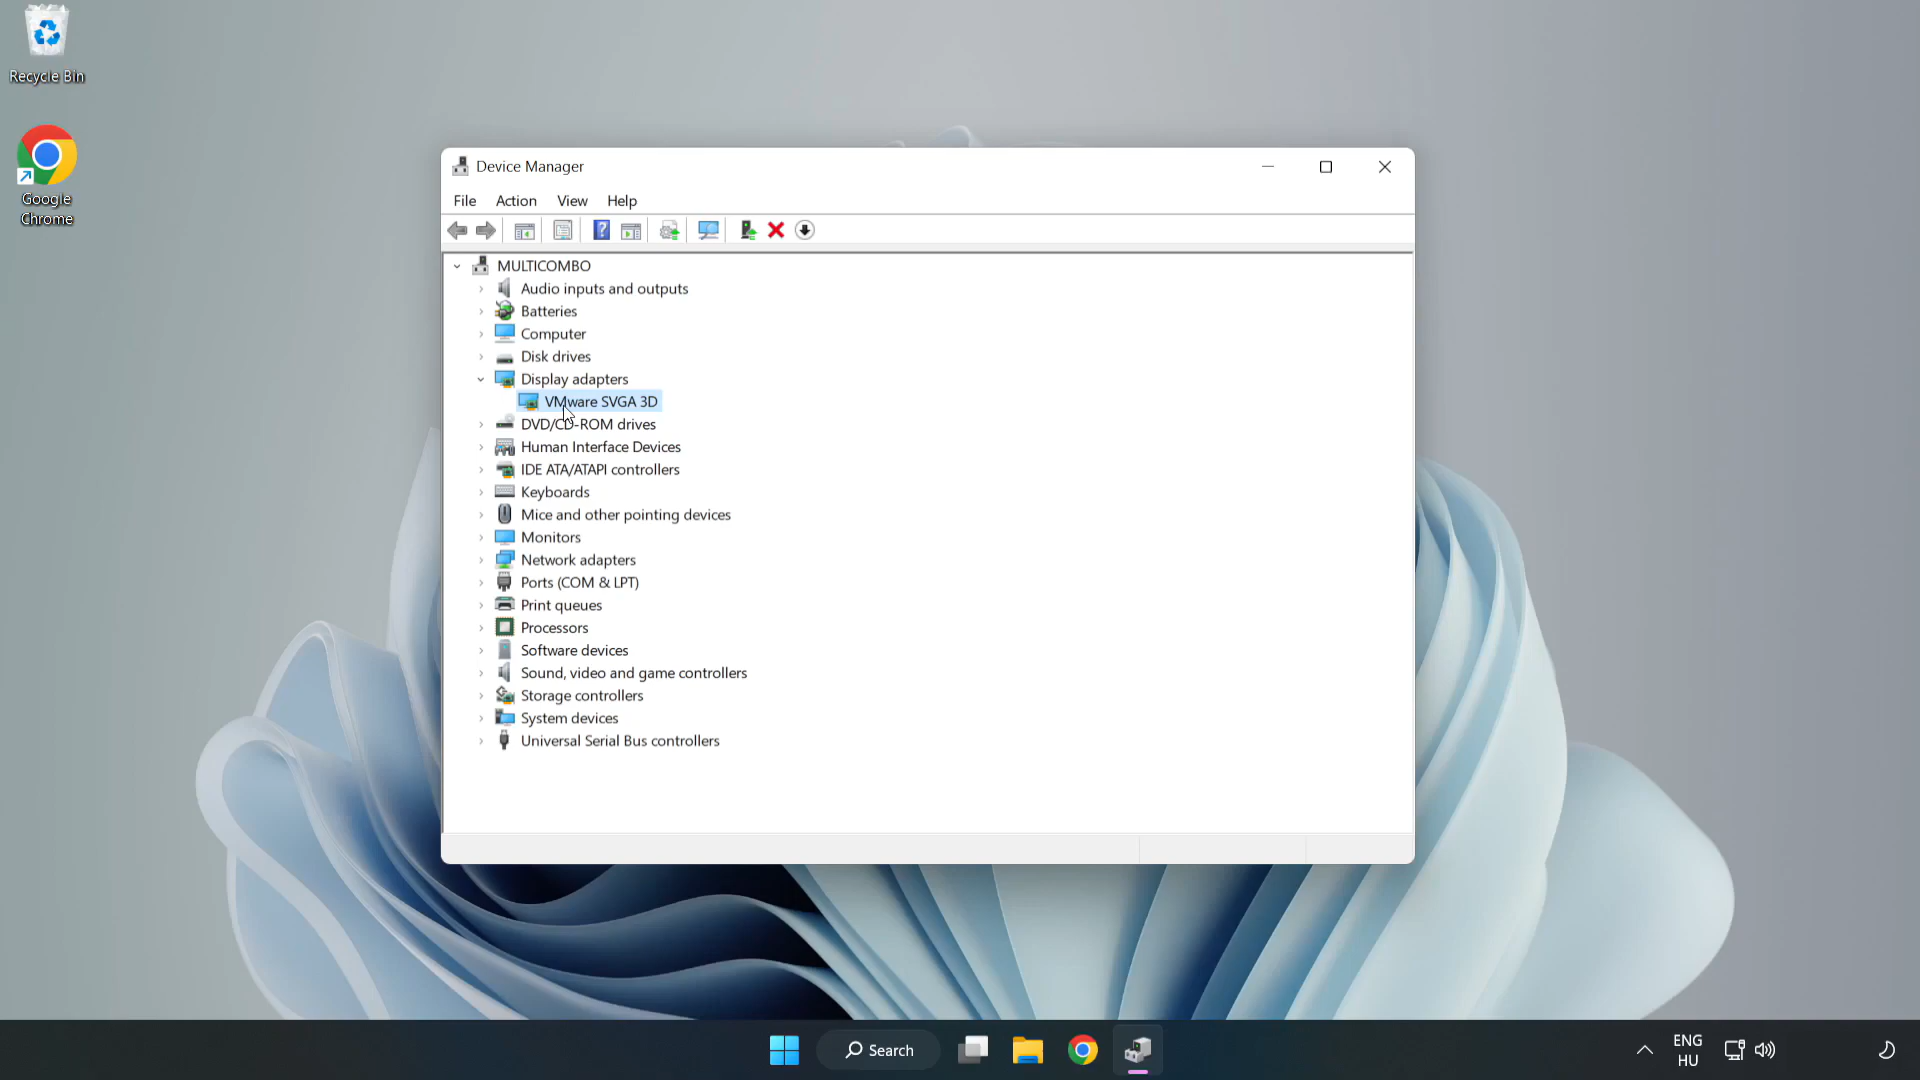 Recycle Bin
Google
Chrome
Device Manager
File Action View Help
MULTICOMBO
Audio inputs and outputs
Batteries
Computer
Disk drives
Display adapters
VMware SVGA 3D
DVD/CD-ROM drives
Human Interface Devices
IDE ATA/ATAPI controllers
Keyboards
Mice and other pointing devices
Monitors
Network adapters
Ports (COM & LPT)
Print queues
Processors
Software devices
Sound, video and game controllers
Storage controllers
System devices
Universal Serial Bus controllers
Search
ENG
HU